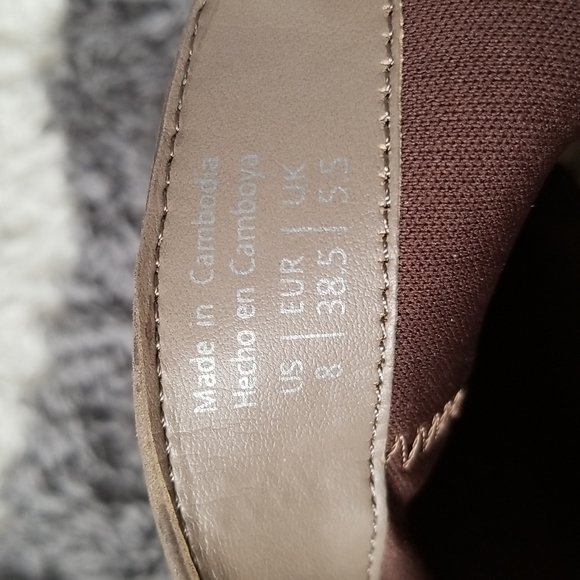 Made in Cambodia
Hecho en Camboya
US | EUR | UK
8 | 38.5 | 5.5